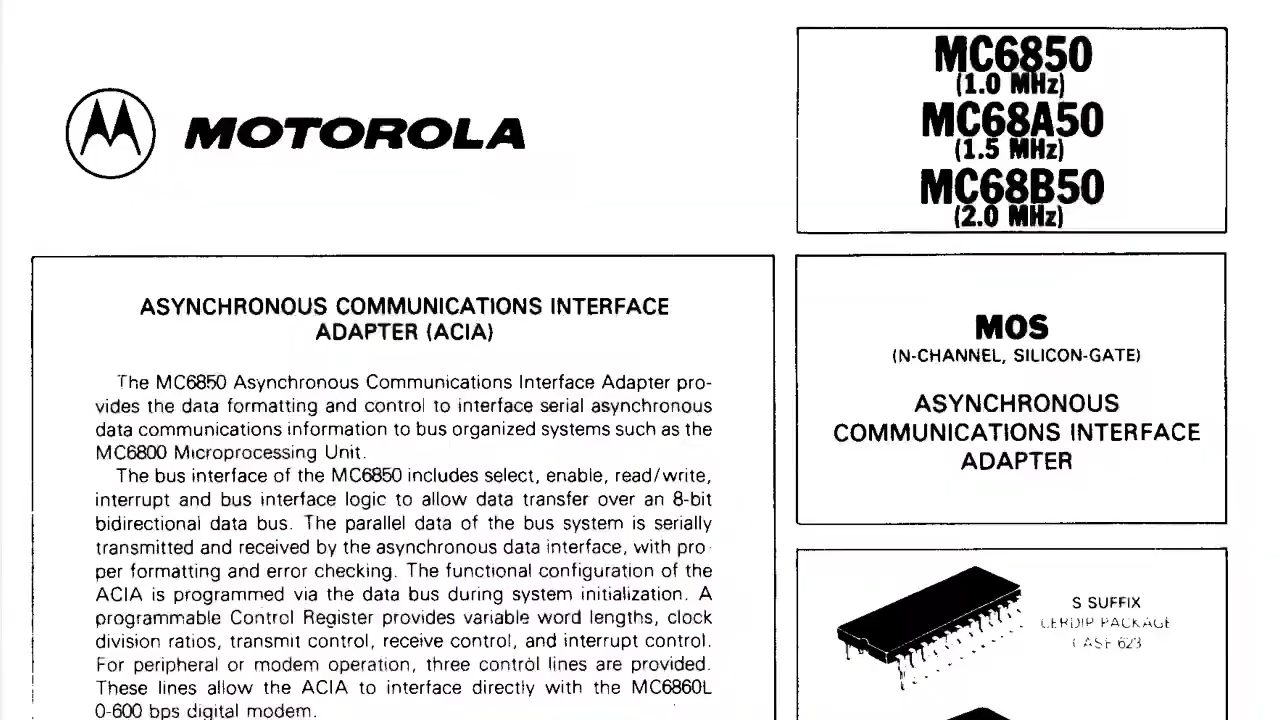 MOTOROLA
MC6850
(1.0 MHz)
MC68A50
(1.5 MHz)
MC68B50
(2.0 MHz)
ASYNCHRONOUS COMMUNICATIONS INTERFACE
ADAPTER (ACIA)
The MC6850 Asynchronous Communications Interface Adapter pro-
vides the data formatting and control to interface serial asynchronous
data communications information to bus organized systems such as the
MC6800 Microprocessing Unit.
The bus interface of the MC6850 includes select, enable, read/write,
interrupt and bus interface logic to allow data transfer over an 8-bit
bidirectional data bus. The parallel data of the bus system is serially
transmitted and received by the asynchronous data interface, with pro-
per formatting and error checking. The functional configuration of the
ACIA is programmed via the data bus during system initialization. A
programmable Control Register provides variable word lengths, clock
division ratios, transmit control, receive control, and interrupt control.
For peripheral or modem operation, three control lines are provided.
These lines allow the ACIA to interface directly with the MC6860L
0-600 bps digital modem.
MOS
(N-CHANNEL, SILICON-GATE)
ASYNCHRONOUS
COMMUNICATIONS INTERFACE
ADAPTER
S SUFFIX
CERDIP PACKAGE
CASE 623